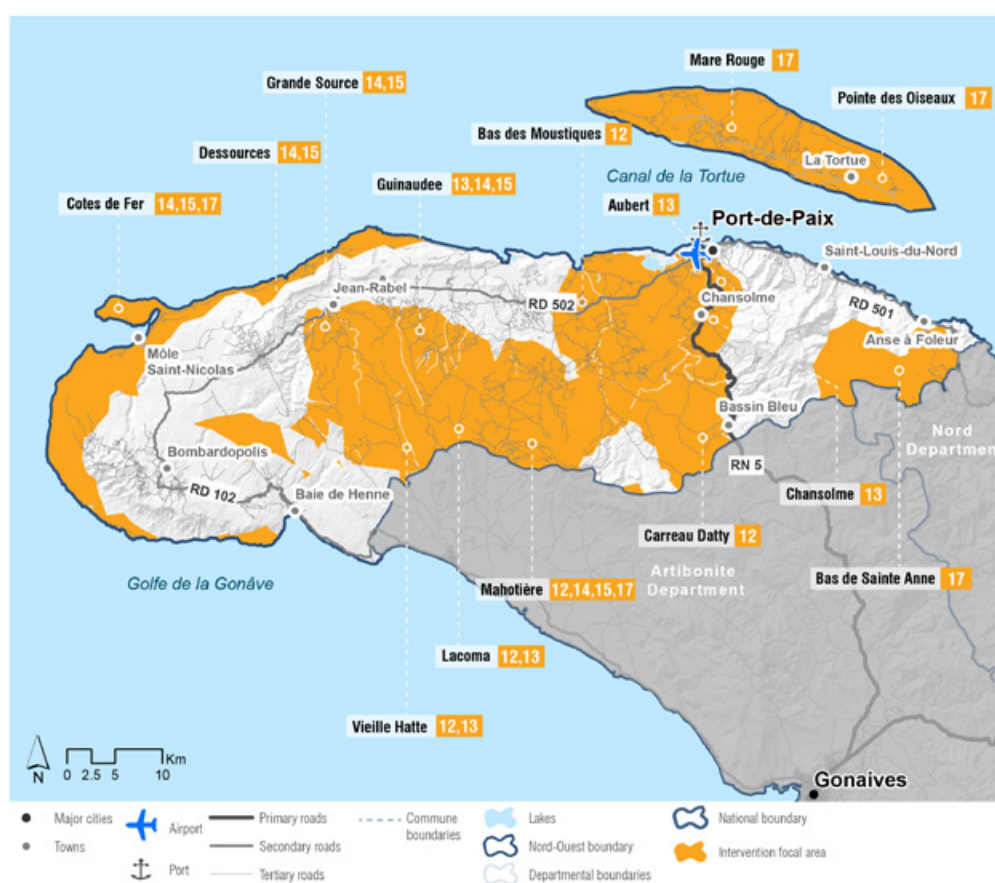 Mare Rouge 17
Grande Source 14,15
Pointe des Oiseaux 17
Bas des Moustiques 12
Dessources 14,15
La Tortue
Canal de la Tortue
Guinaudee 13,14,15
Cotes de Fer 14,15,17
Aubert 13
Port-de-Paix
Saint-Louis-du-Nord
Jean-Rabel
RD 502
Chansolme
RD 501
Anse à Foleur
Môle
Saint-Nicolas
Bassin Bleu
Nord
Department
Bombardopolis
RN 5
RD 102
Baie de Henne
Chansolme 13
Carreau Datty 12
Golfe de la Gonâve
Artibonite
Department
Mahotière 12,14,15,17
Bas de Sainte Anne 17
Lacoma 12,13
Vieille Hatte 12,13
N
0 2.5 5 10 Km
Gonaives
Major cities
Towns
Airport
Port
Primary roads
Secondary roads
Tertiary roads
Commune
boundaries
Lakes
Nord-Ouest boundary
Departmental boundaries
National boundary
Intervention focal area